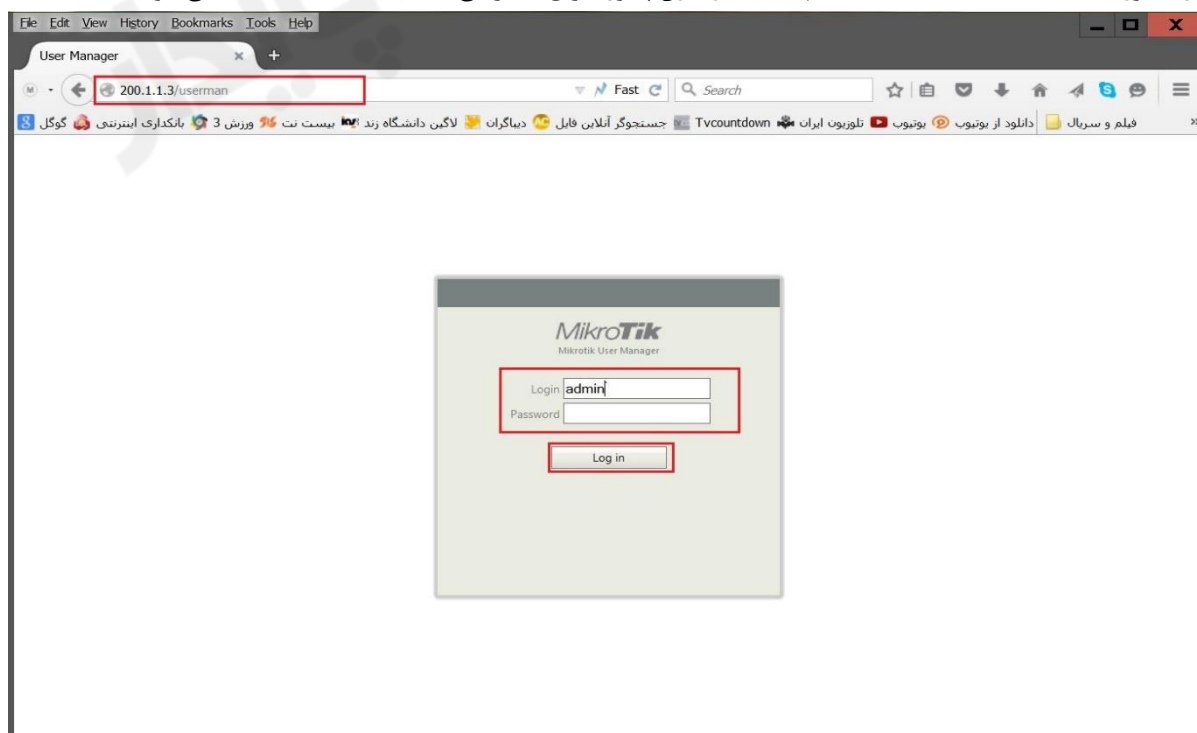 File Edit View History Bookmarks Tools Help
User Manager
200.1.1.3/userman Fast Search
گوگل بانکداری اینترنتی ورزش 3 بیست نت لاگین دانشگاه زند دیباگران جستجوگر آنلاین فایل Tvcountdown تلوزیون ایران یوتیوب دانلود از یوتیوب فیلم و سریال
MikroTik
Mikrotik User Manager
Login admin
Password
Log in